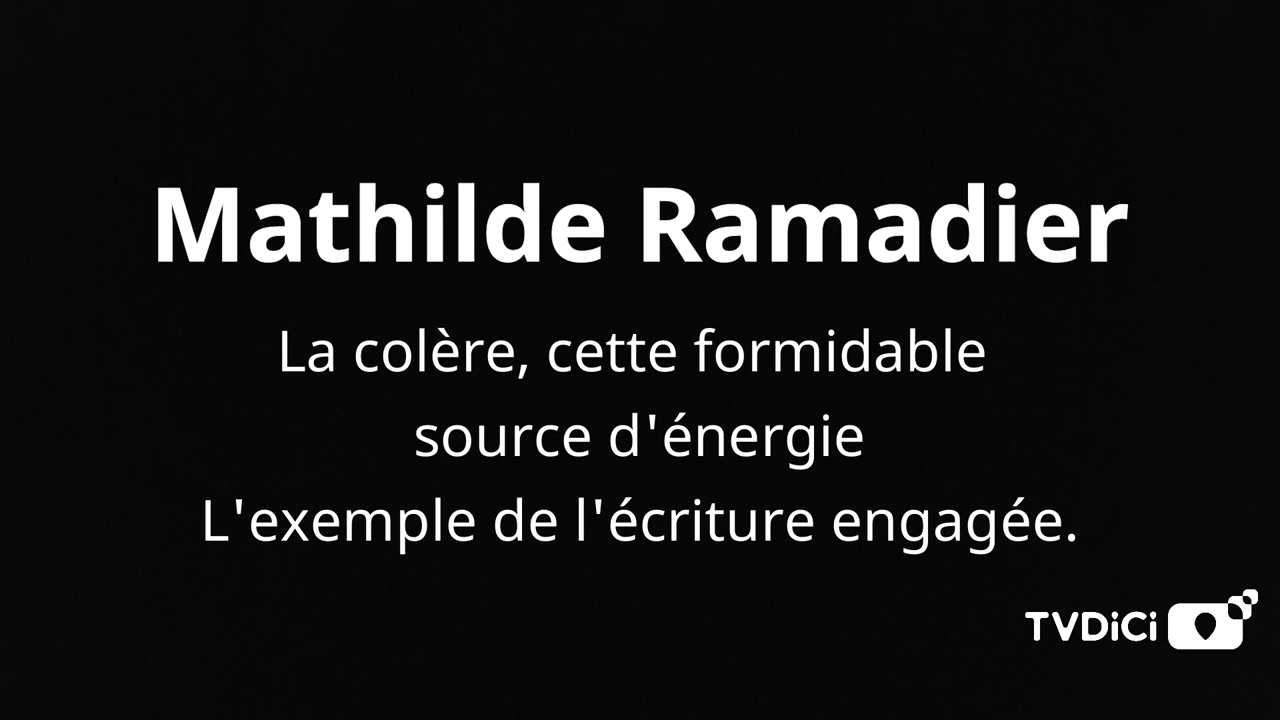 Mathilde Ramadier
La colère, cette formidable
source d'énergie
L'exemple de l'écriture engagée.
TVDiCi